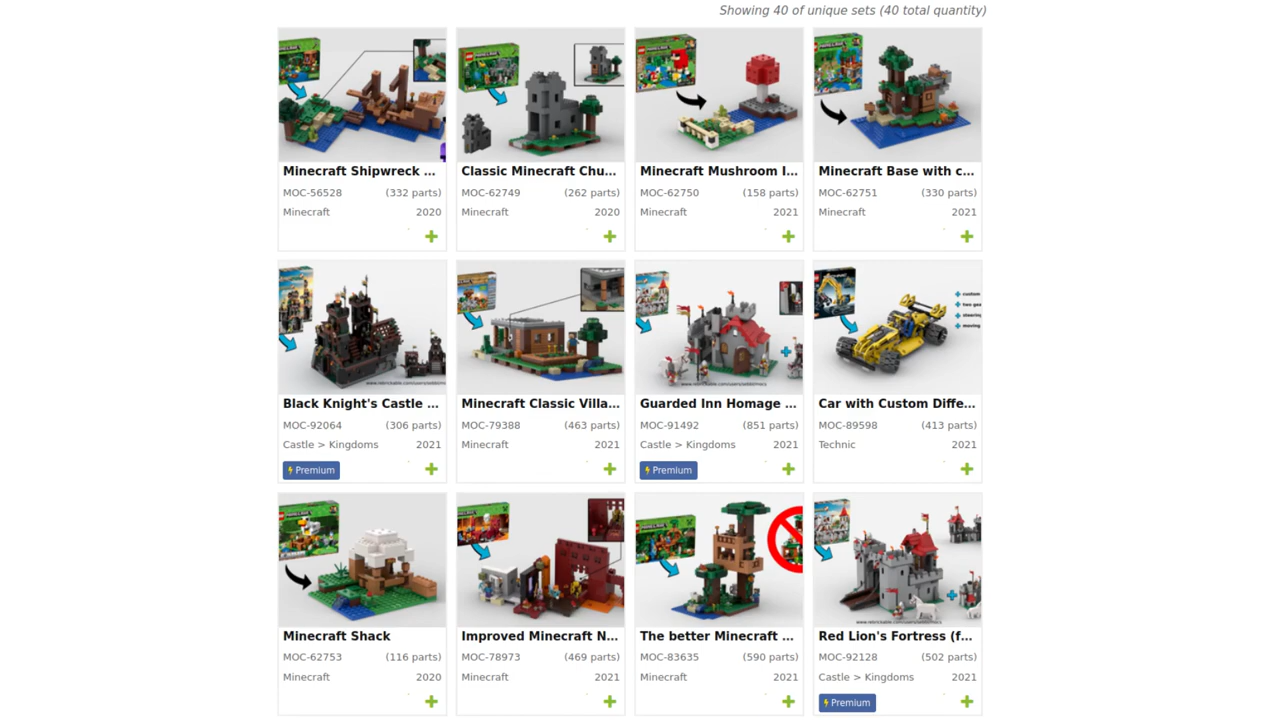 Showing 40 of unique sets (40 total quantity)
Minecraft Shipwreck ...
MOC-56528 (332 parts)
Minecraft 2020
Classic Minecraft Chu...
MOC-62749 (262 parts)
Minecraft 2020
Minecraft Mushroom I...
MOC-62750 (158 parts)
Minecraft 2021
Minecraft Base with c...
MOC-62751 (330 parts)
Minecraft 2021
www.rebrickable.com/users/sebbl/mocs
Black Knight's Castle ...
MOC-92064 (306 parts)
Castle > Kingdoms 2021
Premium
Minecraft Classic Villa...
MOC-79388 (463 parts)
Minecraft 2021
Guarded Inn Homage ...
MOC-91492 (851 parts)
Castle > Kingdoms 2021
Premium
Car with Custom Diffe...
MOC-89598 (413 parts)
Technic 2021
Minecraft Shack
MOC-62753 (116 parts)
Minecraft 2020
Improved Minecraft N...
MOC-78973 (469 parts)
Minecraft 2021
The better Minecraft ...
MOC-83635 (590 parts)
Minecraft 2021
Red Lion's Fortress (f...
MOC-92128 (502 parts)
Castle > Kingdoms 2021
Premium